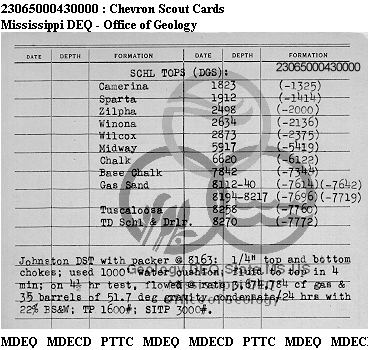 23065000430000 : Chevron Scout Cards
Mississippi DEQ - Office of Geology
DATE DEPTH FORMATION DATE DEPTH FORMATION
SCHL TOPS (DGS): 23065000430000
Camerina 1823 (-1325)
Sparta 1912 (-1414)
Zilpha 2498 (-2000)
Winona 2634 (-2136)
Wilcox 2873 (-2375)
Midway 5917 (-5419)
Chalk 6620 (-6122)
Base Chalk 7842 (-7344)
Gas Sand 8112-40 (-7614)(-7642)
8194-8217 (-7696)(-7719)
Tuscaloosa 8258 (-7760)
TD Schl & Drlr. 8270 (-7772)
Johnston DST with packer @ 8163: 1/4" top and bottom
chokes; used 1000' water cushion; fluid to top in 4
min; on 4½ hr test, flowed @ rate cf gas &
35 barrels of 51.7 deg gravity condensate/24 hrs with
22% BS&W; TP 1600#; SITP 3000#.
MDEQ MDECD PTTC MDEQ MDECD PTTC MDEQ MDECD